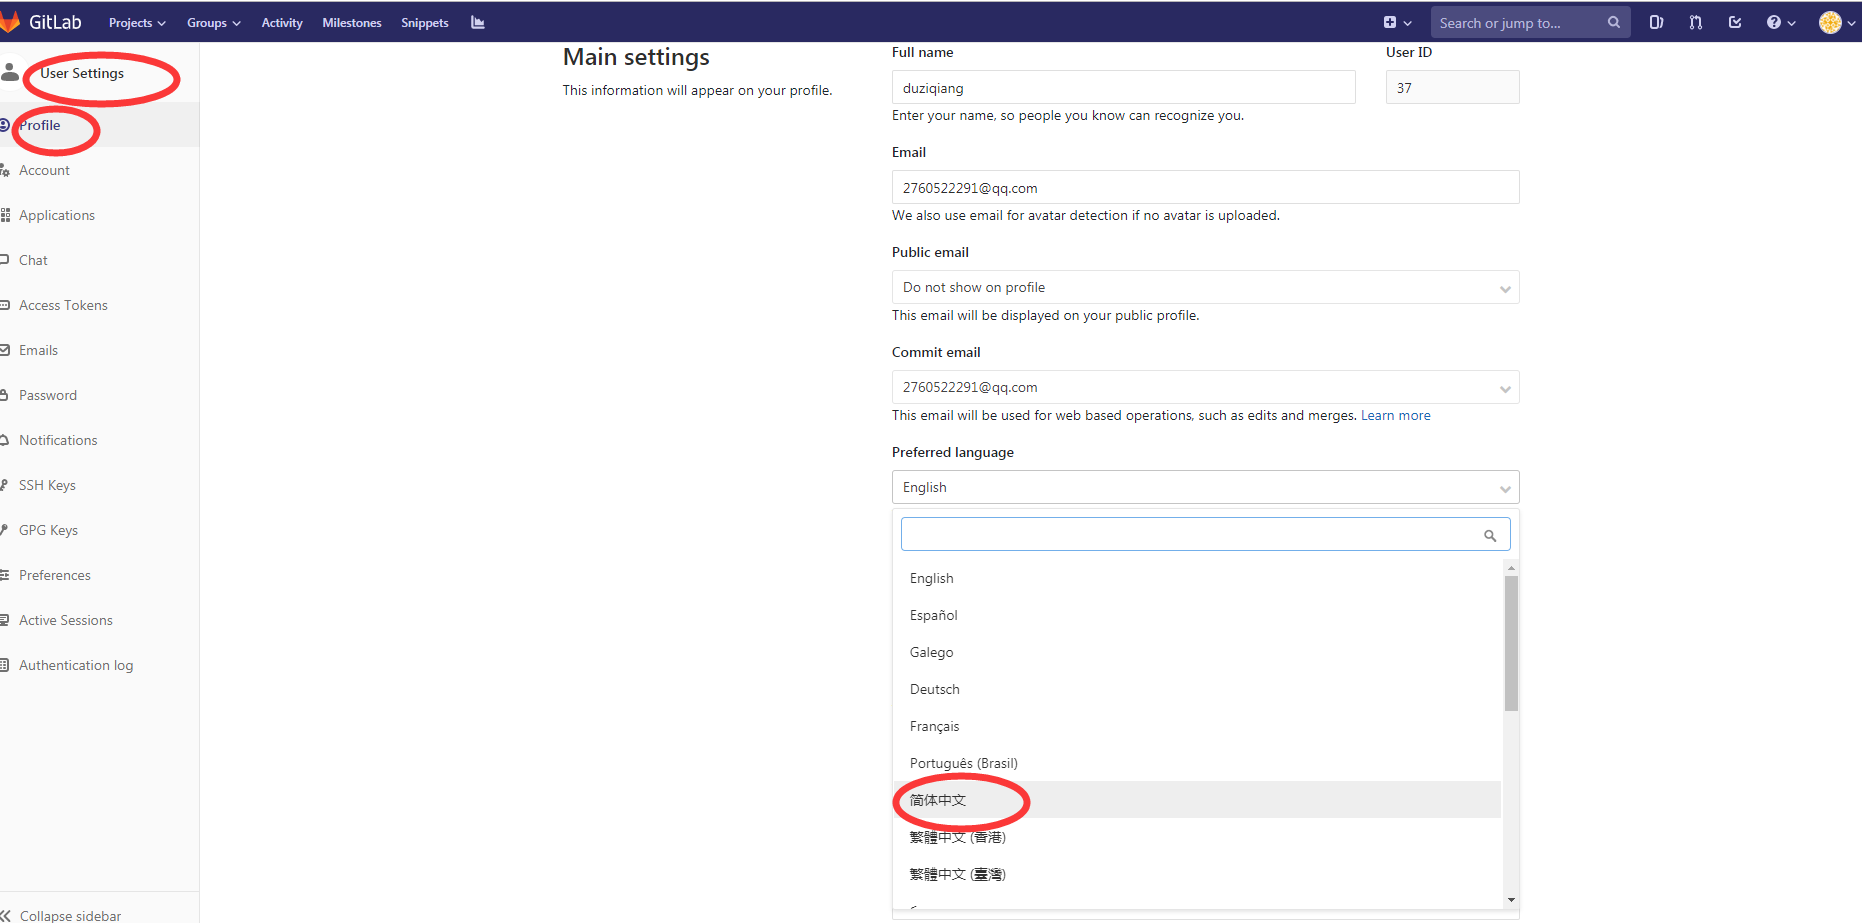 GitLab Projects Groups Activity Milestones Snippets Search or jump to...
User Settings
Profile
Account
Applications
Chat
Access Tokens
Emails
Password
Notifications
SSH Keys
GPG Keys
Preferences
Active Sessions
Authentication log
Collapse sidebar
Main settings
This information will appear on your profile.
Full name
duziqiang
Enter your name, so people you know can recognize you.
User ID
37
Email
2760522291@qq.com
We also use email for avatar detection if no avatar is uploaded.
Public email
Do not show on profile
This email will be displayed on your public profile.
Commit email
2760522291@qq.com
This email will be used for web based operations, such as edits and merges. Learn more
Preferred language
English
English
Español
Galego
Deutsch
Français
Português (Brasil)
简体中文
繁體中文 (香港)
繁體中文 (臺灣)